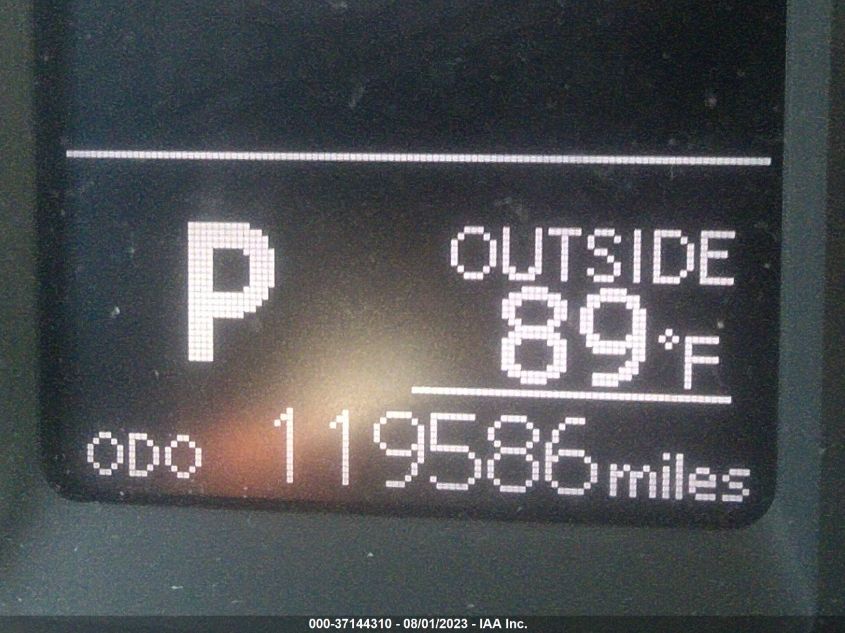 P
OUTSIDE
89°F
ODO 119586 miles
000-37144310 - 08/01/2023 - IAA Inc.